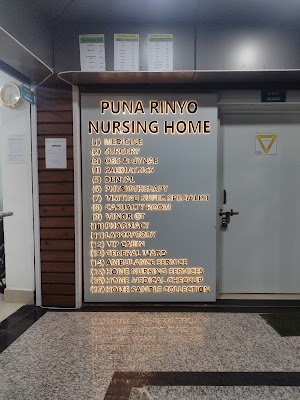 PUNA RINYO
NURSING HOME
(1) MEDICINE
(2) SURGERY
(3) OBS & GYNAE
(4) PAEDIATRICS
(5) DENTAL
(6) PHYSIOTHERAPY
(7) VISITING SUPER SPECIALIST
(8) CASUALTY ROOM
(9) MINOR OT
(10) PHARMACY
(11) LABORATORY
(12) VIP CABIN
(13) GENERAL WARD
(14) AMBULANCE SERVICE
(15) HOME NURSING SERVICES
(16) HOME MEDICAL CHECKUP
(17) HOME SAMPLE COLLECTION